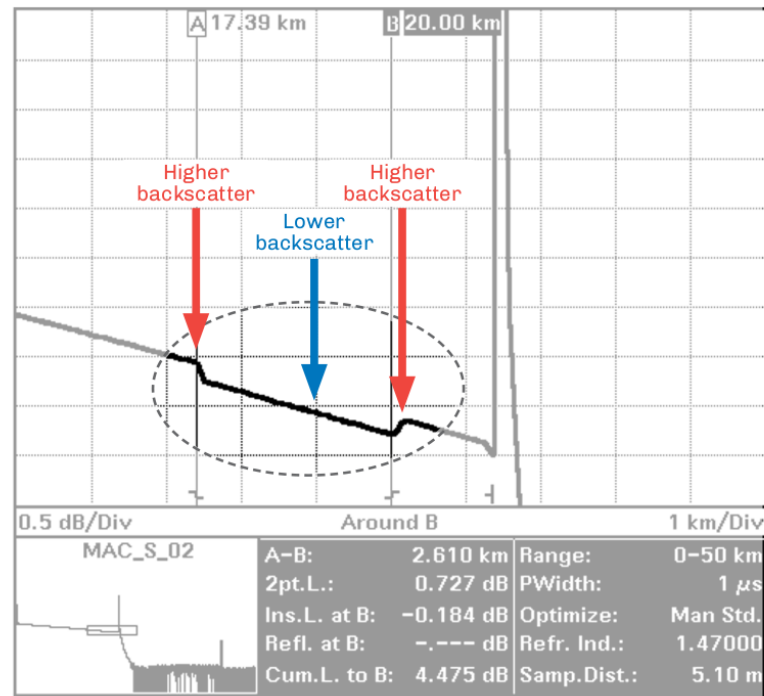 A 17.39 km
B 20.00 km
Higher
backscatter
Higher
backscatter
Lower
backscatter
0.5 dB/Div Around B 1 km/Div
MAC_S_02
A-B: 2.610 km
2pt.L.: 0.727 dB
Ins.L. at B: -0.184 dB
Refl. at B: -.--- dB
Cum.L. to B: 4.475 dB
Range: 0-50 km
PWidth: 1 µs
Optimize: Man Std.
Refr. Ind.: 1.47000
Samp.Dist.: 5.10 m